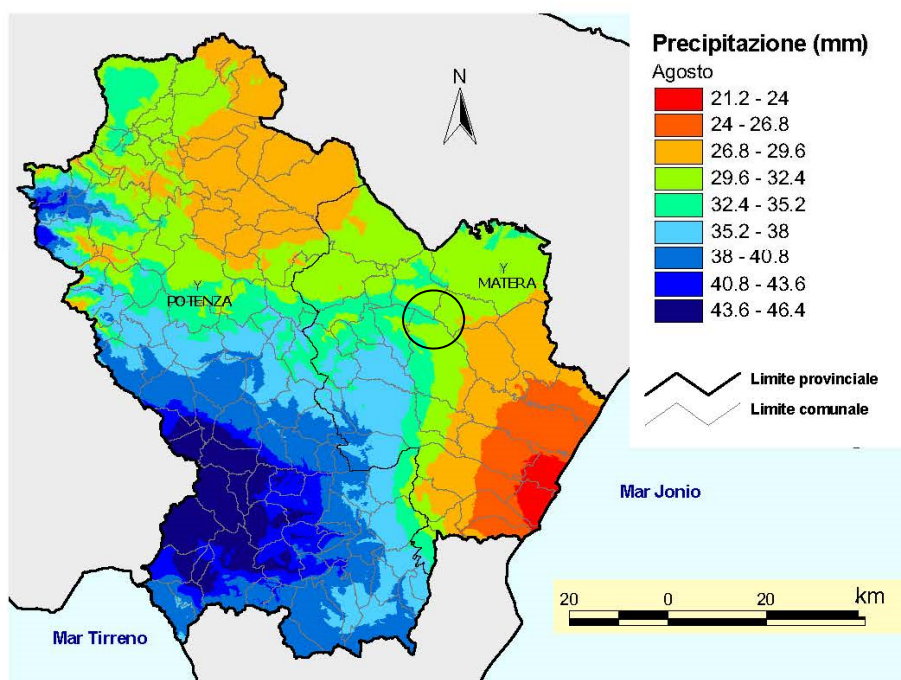 Precipitazione (mm)
Agosto
21.2 - 24
24 - 26.8
26.8 - 29.6
29.6 - 32.4
32.4 - 35.2
35.2 - 38
38 - 40.8
40.8 - 43.6
43.6 - 46.4
Limite provinciale
Limite comunale
N
Y
POTENZA
Y
MATERA
Mar Jonio
Mar Tirreno
20 0 20 km